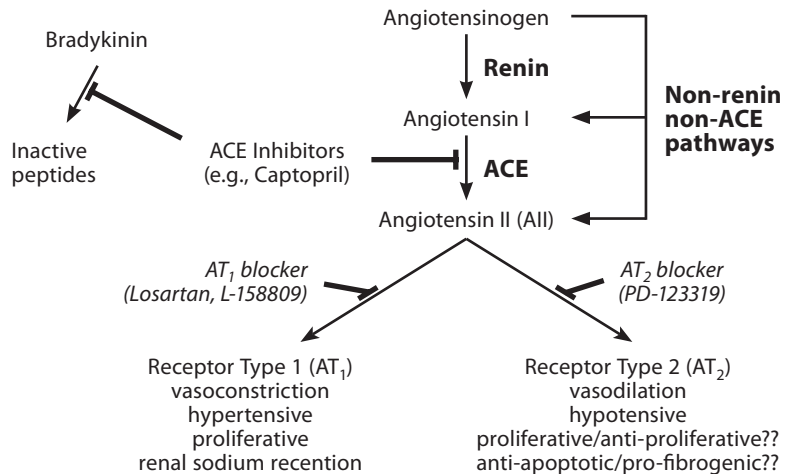 Angiotensinogen
Bradykinin
Renin
Non-renin
non-ACE
pathways
Angiotensin I
Inactive
peptides
ACE Inhibitors
(e.g., Captopril)
ACE
Angiotensin II (AII)
AT₁ blocker
(Losartan, L-158809)
AT₂ blocker
(PD-123319)
Receptor Type 1 (AT₁)
vasoconstriction
hypertensive
proliferative
renal sodium recention
Receptor Type 2 (AT₂)
vasodilation
hypotensive
proliferative/anti-proliferative??
anti-apoptotic/pro-fibrogenic??